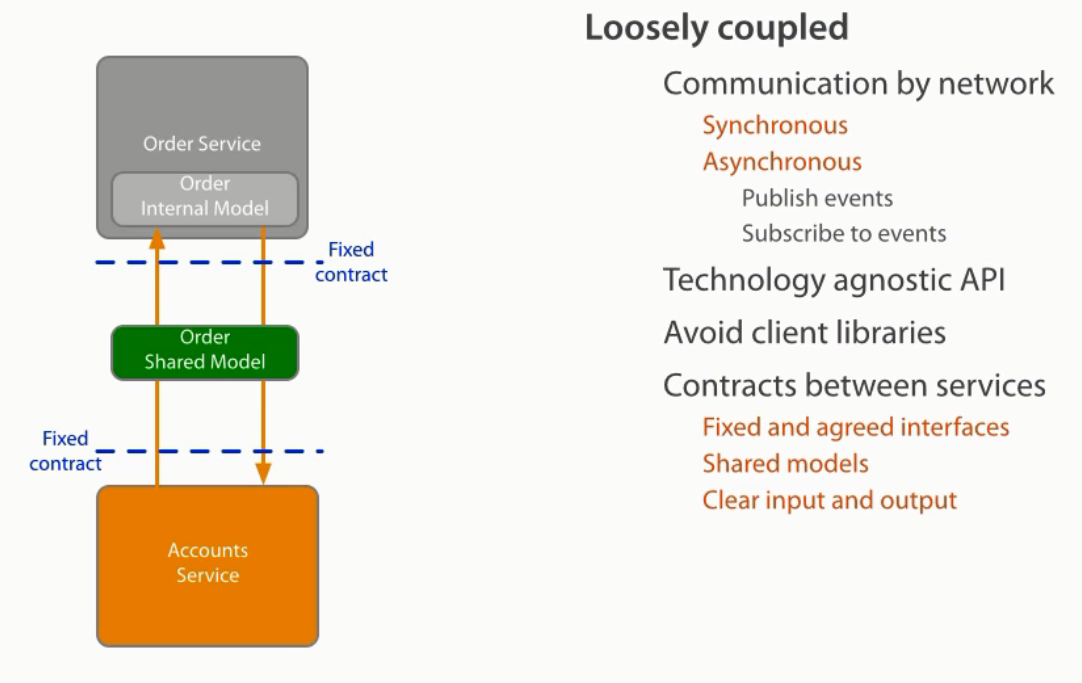 Order Service
Order
Internal Model
Fixed
contract
Order
Shared Model
Fixed
contract
Accounts
Service
Loosely coupled
Communication by network
Synchronous
Asynchronous
Publish events
Subscribe to events
Technology agnostic API
Avoid client libraries
Contracts between services
Fixed and agreed interfaces
Shared models
Clear input and output